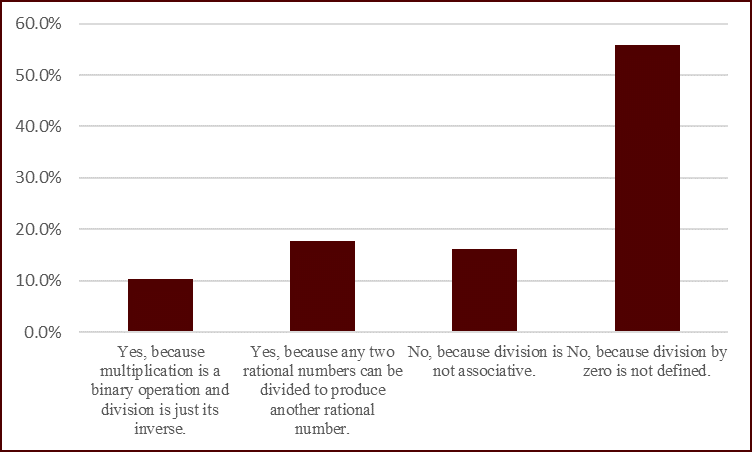 60.0%
50.0%
40.0%
30.0%
20.0%
10.0%
0.0%
Yes, because
multiplication is a
binary operation and
division is just its
inverse.
Yes, because any two
rational numbers can be
divided to produce
another rational
number.
No, because division is
not associative.
No, because division by
zero is not defined.